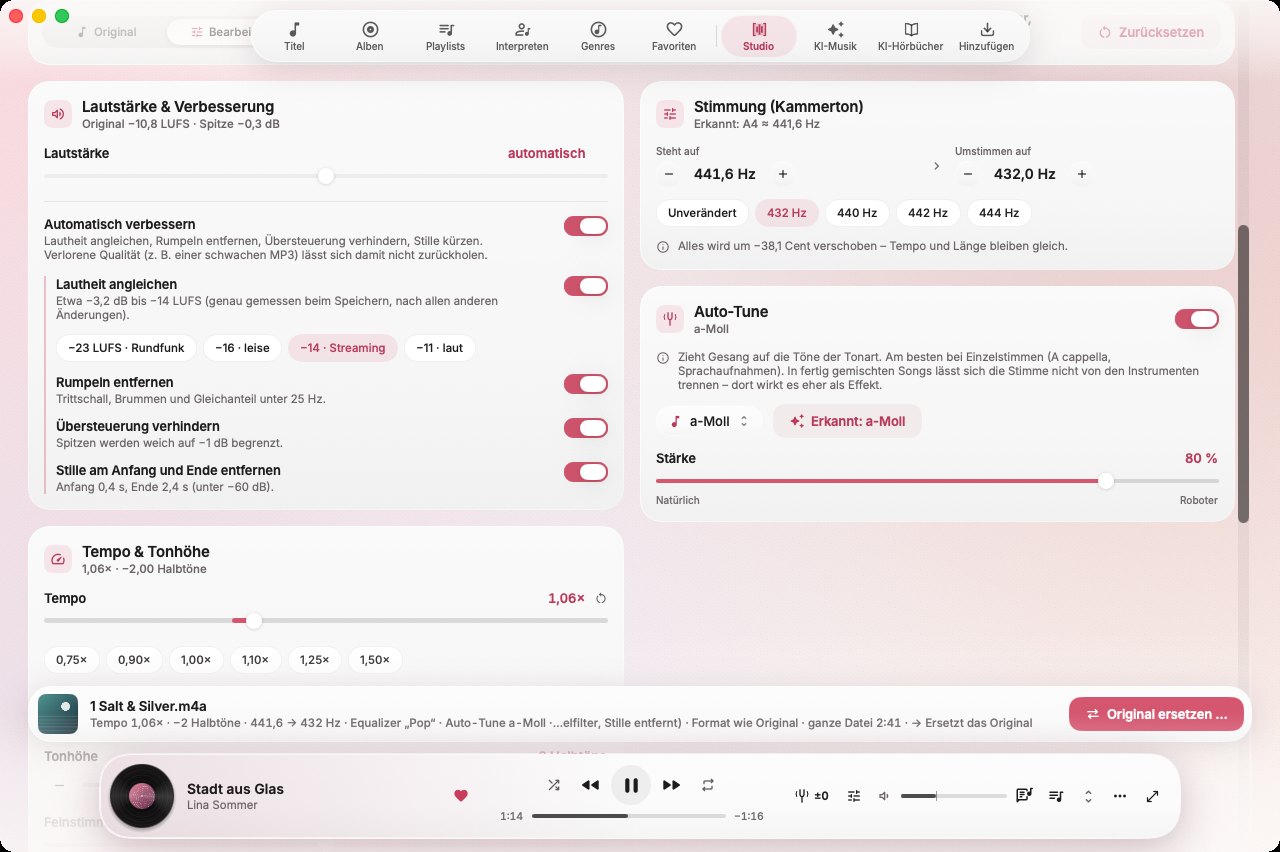 Original
Titel
Alben
Playlists
Interpreten
Genres
Favoriten
Studio
KI-Musik
KI-Hörbücher
Hinzufügen
Zurücksetzen
Lautstärke & Verbesserung
Original −10,8 LUFS · Spitze −0,3 dB
Lautstärke
automatisch
Automatisch verbessern
Lautheit angleichen, Rumpeln entfernen, Übersteuerung verhindern, Stille kürzen.
Verlorene Qualität (z. B. einer schwachen MP3) lässt sich damit nicht zurückholen.
Lautheit angleichen
Etwa −3,2 dB bis −14 LUFS (genau gemessen beim Speichern, nach allen anderen
Änderungen).
−23 LUFS · Rundfunk
−16 · leise
−14 · Streaming
−11 · laut
Rumpeln entfernen
Trittschall, Brummen und Gleichanteil unter 25 Hz.
Übersteuerung verhindern
Spitzen werden weich auf −1 dB begrenzt.
Stille am Anfang und Ende entfernen
Anfang 0,4 s, Ende 2,4 s (unter −60 dB).
Stimmung (Kammerton)
Erkannt: A4 ≈ 441,6 Hz
Steht auf
Umstimmen auf
− 441,6 Hz +
› − 432,0 Hz +
Unverändert
432 Hz
440 Hz
442 Hz
444 Hz
Alles wird um −38,1 Cent verschoben – Tempo und Länge bleiben gleich.
Auto-Tune
a-Moll
Zieht Gesang auf die Töne der Tonart. Am besten bei Einzelstimmen (A cappella,
Sprachaufnahmen). In fertig gemischten Songs lässt sich die Stimme nicht von den Instrumenten
trennen – dort wirkt es eher als Effekt.
a-Moll
Erkannt: a-Moll
Stärke
80 %
Natürlich
Roboter
Tempo & Tonhöhe
1,06× · −2,00 Halbtöne
Tempo
1,06×
0,75×
0,90×
1,00×
1,10×
1,25×
1,50×
1 Salt & Silver.m4a
Tempo 1,06× · −2 Halbtöne · 441,6 → 432 Hz · Equalizer „Pop“ · Auto-Tune a-Moll ·…elfilter, Stille entfernt) · Format wie Original · ganze Datei 2:41 · → Ersetzt das Original
Original ersetzen …
Tonhöhe
Stadt aus Glas
Lina Sommer
1:14
−1:16
±0